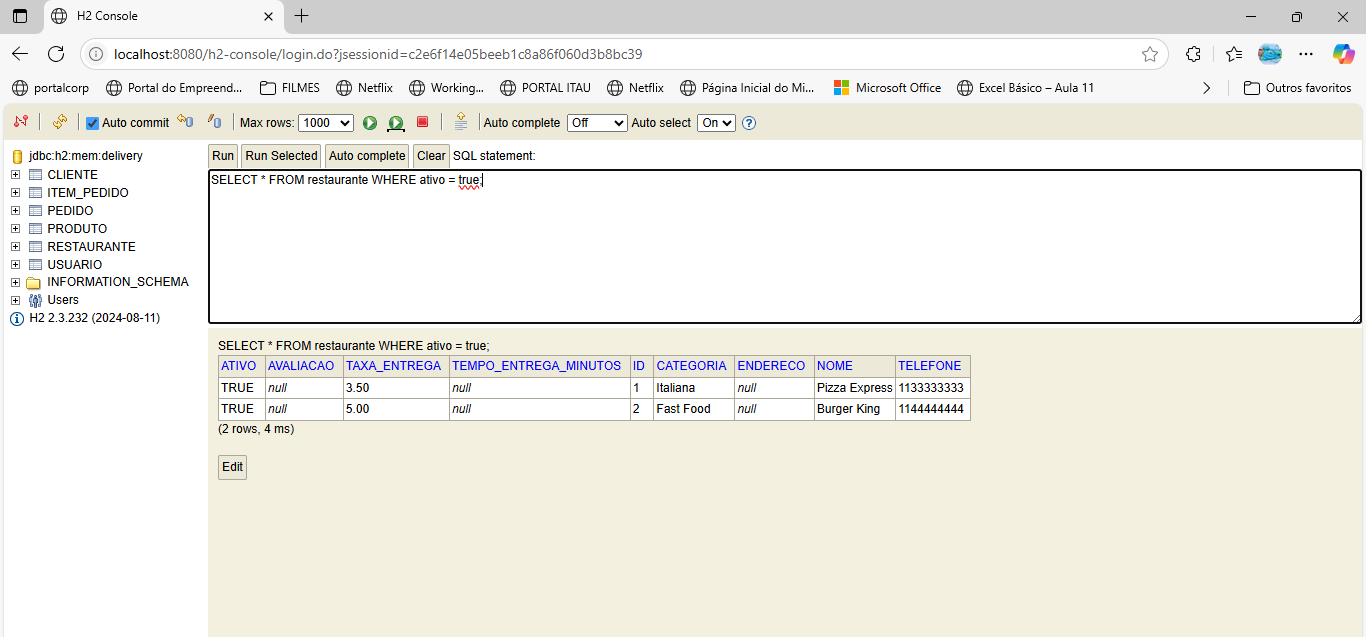 H2 Console
localhost:8080/h2-console/login.do?jsessionid=c2e6f14e05beeb1c8a86f060d3b8bc39
portalcorp Portal do Empreend... FILMES Netflix Working... PORTAL ITAU Netflix Página Inicial do Mi... Microsoft Office Excel Básico – Aula 11 Outros favoritos
Auto commit Max rows: 1000 Auto complete Off Auto select On
jdbc:h2:mem:delivery
CLIENTE
ITEM_PEDIDO
PEDIDO
PRODUTO
RESTAURANTE
USUARIO
INFORMATION_SCHEMA
Users
H2 2.3.232 (2024-08-11)
Run Run Selected Auto complete Clear SQL statement:
SELECT * FROM restaurante WHERE ativo = true;
SELECT * FROM restaurante WHERE ativo = true;
ATIVO AVALIACAO TAXA_ENTREGA TEMPO_ENTREGA_MINUTOS ID CATEGORIA ENDERECO NOME TELEFONE
TRUE null 3.50 null 1 Italiana null Pizza Express 1133333333
TRUE null 5.00 null 2 Fast Food null Burger King 1144444444
(2 rows, 4 ms)
Edit